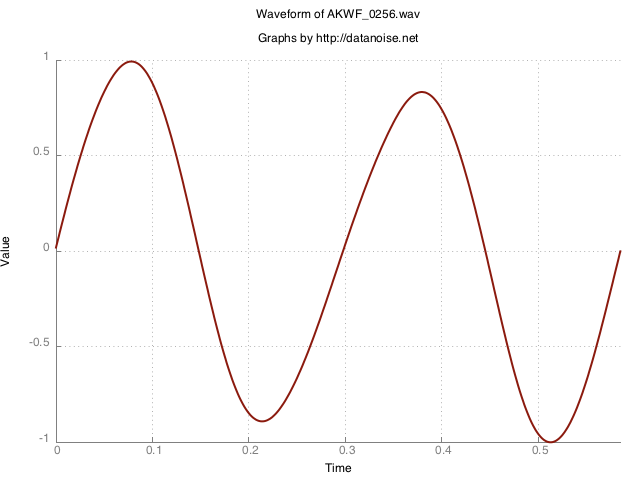 Waveform of AKWF_0256.wav
Graphs by http://datanoise.net
1
0.5
0
-0.5
-1
Value
0 0.1 0.2 0.3 0.4 0.5
Time